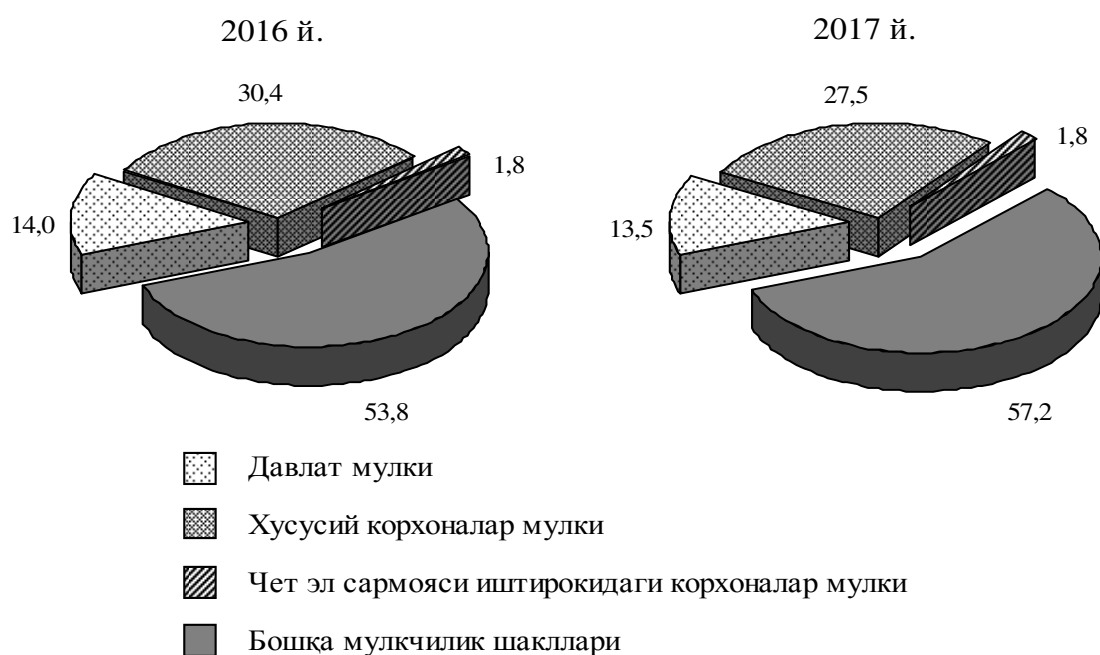 2016 й.
2017 й.
30,4
27,5
1,8
1,8
14,0
13,5
53,8
57,2
Давлат мулки
Хусусий корхоналар мулки
Чет эл сармояси иштирокидаги корхоналар мулки
Бошқа мулкчилик шакллари